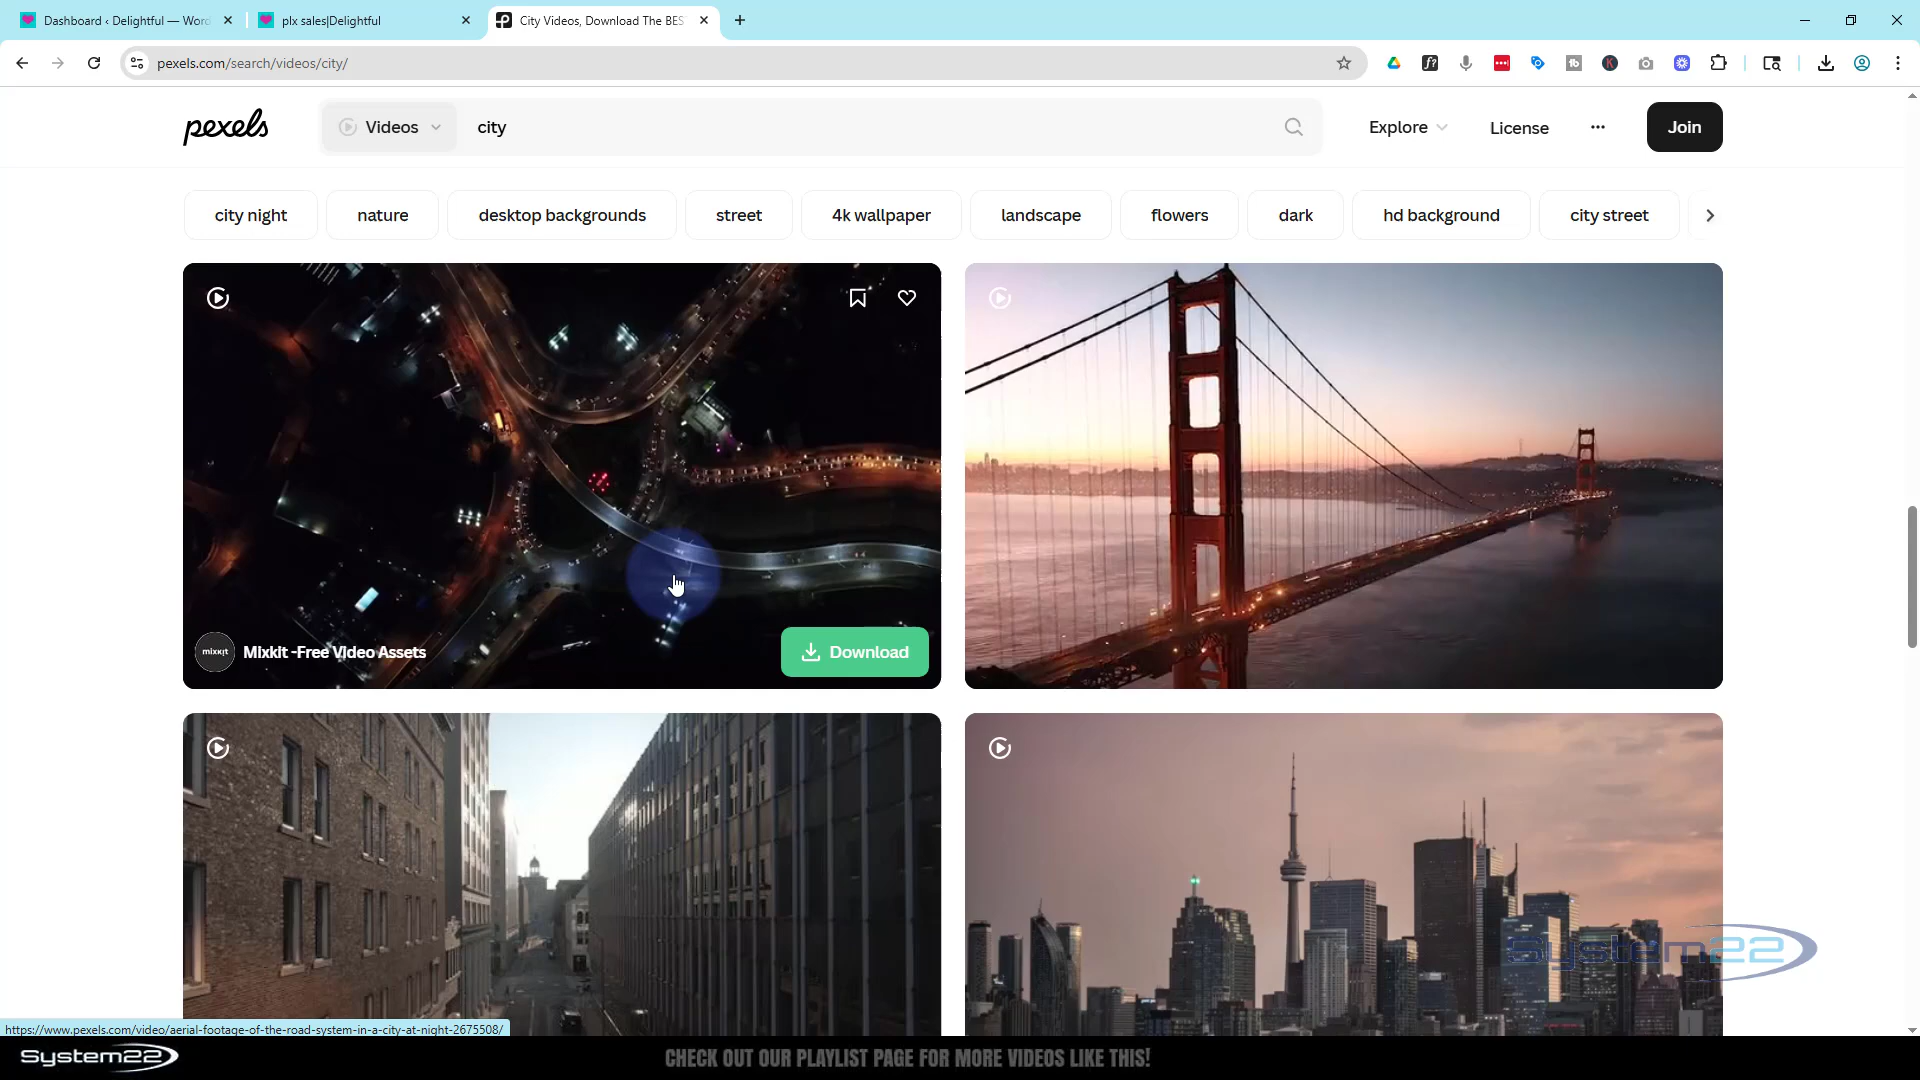 Dashboard ‹ Delightful — Word
plx sales|Delightful
City Videos, Download The BES
pexels.com/search/videos/city/
pexels
Videos
city
Explore
License
Join
city night
nature
desktop backgrounds
street
4k wallpaper
landscape
flowers
dark
hd background
city street
mixkit
Mixkit -Free Video Assets
Download
System22
https://www.pexels.com/video/aerial-footage-of-the-road-system-in-a-city-at-night-2675508/
System22
CHECK OUT OUR PLAYLIST PAGE FOR MORE VIDEOS LIKE THIS!